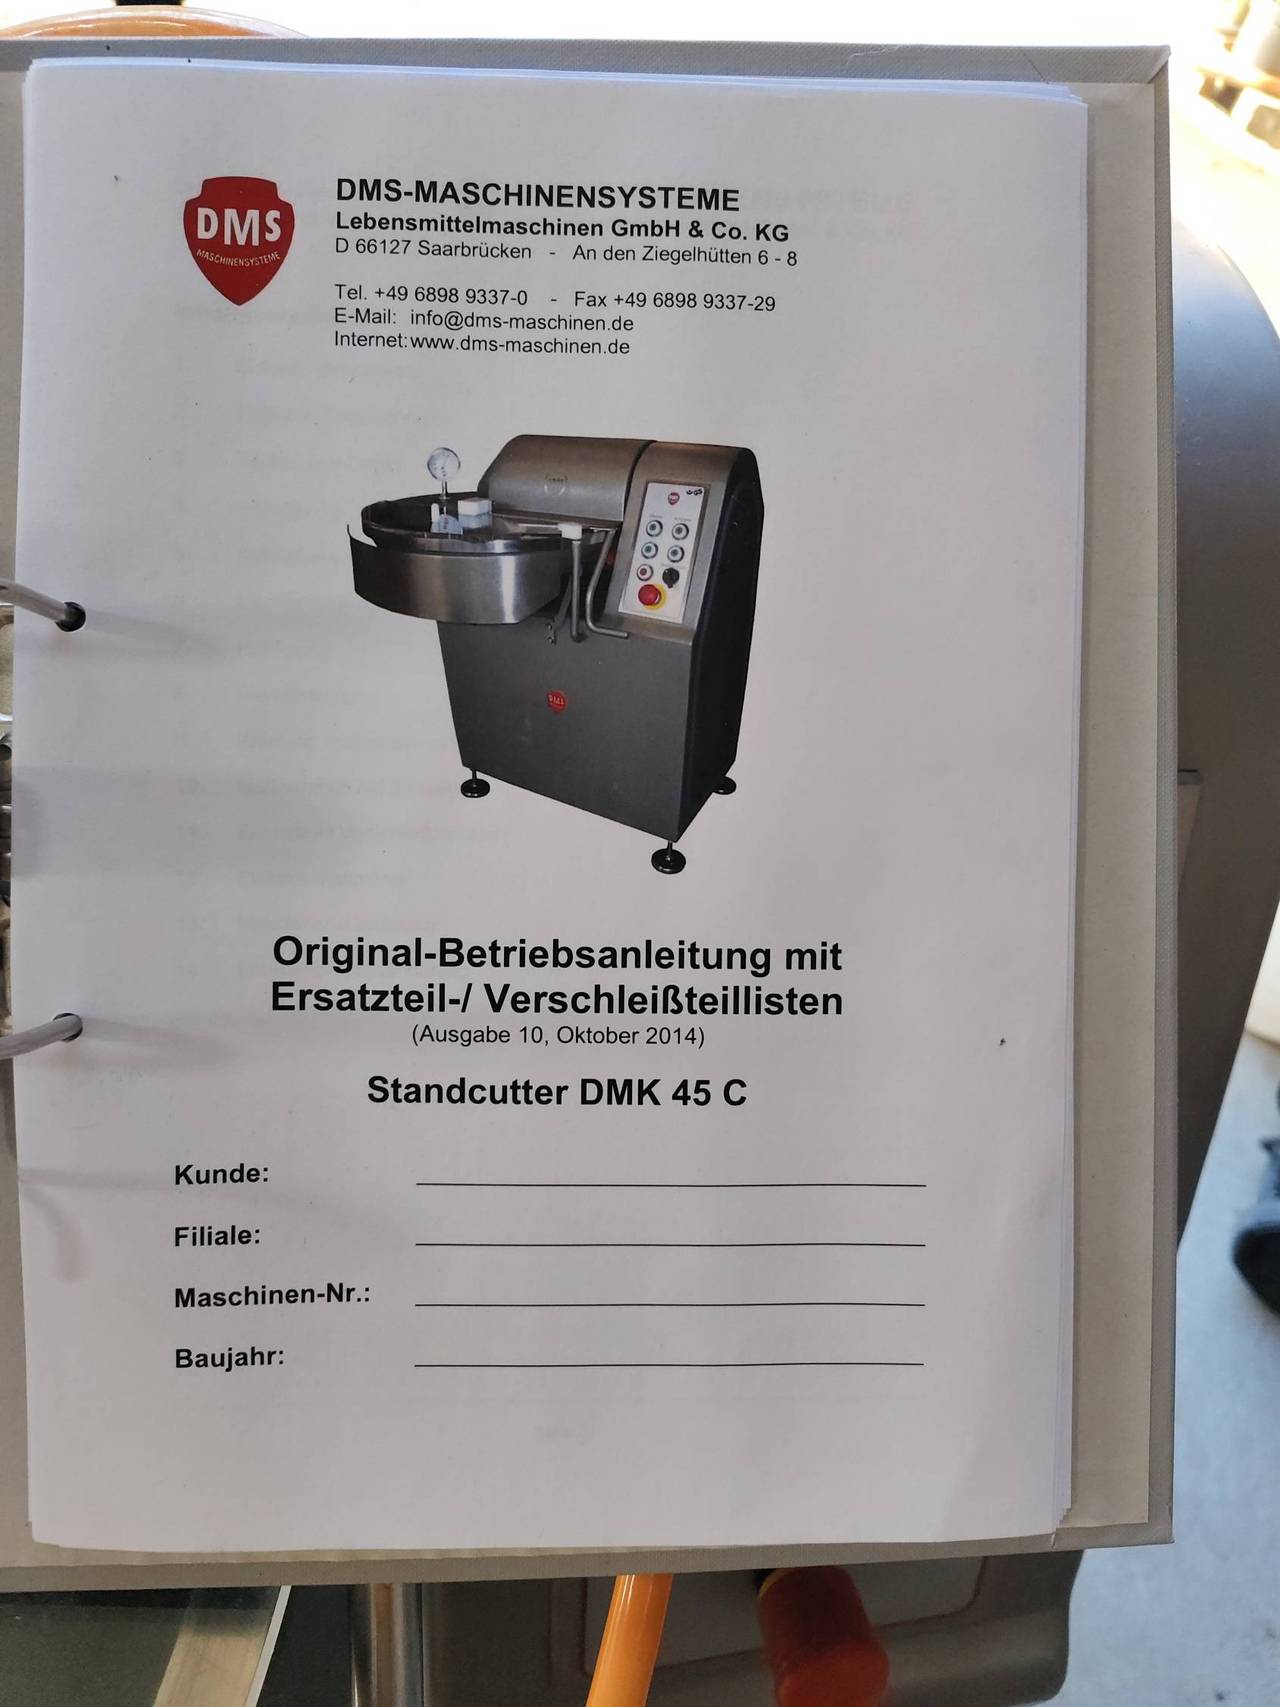 DMS
MASCHINENSYSTEME
DMS-MASCHINENSYSTEME
Lebensmittelmaschinen GmbH & Co. KG
D 66127 Saarbrücken - An den Ziegelhütten 6 - 8
Tel. +49 6898 9337-0 - Fax +49 6898 9337-29
E-Mail: info@dms-maschinen.de
Internet: www.dms-maschinen.de
DMS
DMS
Original-Betriebsanleitung mit
Ersatzteil-/ Verschleißteillisten
(Ausgabe 10, Oktober 2014)
Standcutter DMK 45 C
Kunde:
Filiale:
Maschinen-Nr.:
Baujahr: